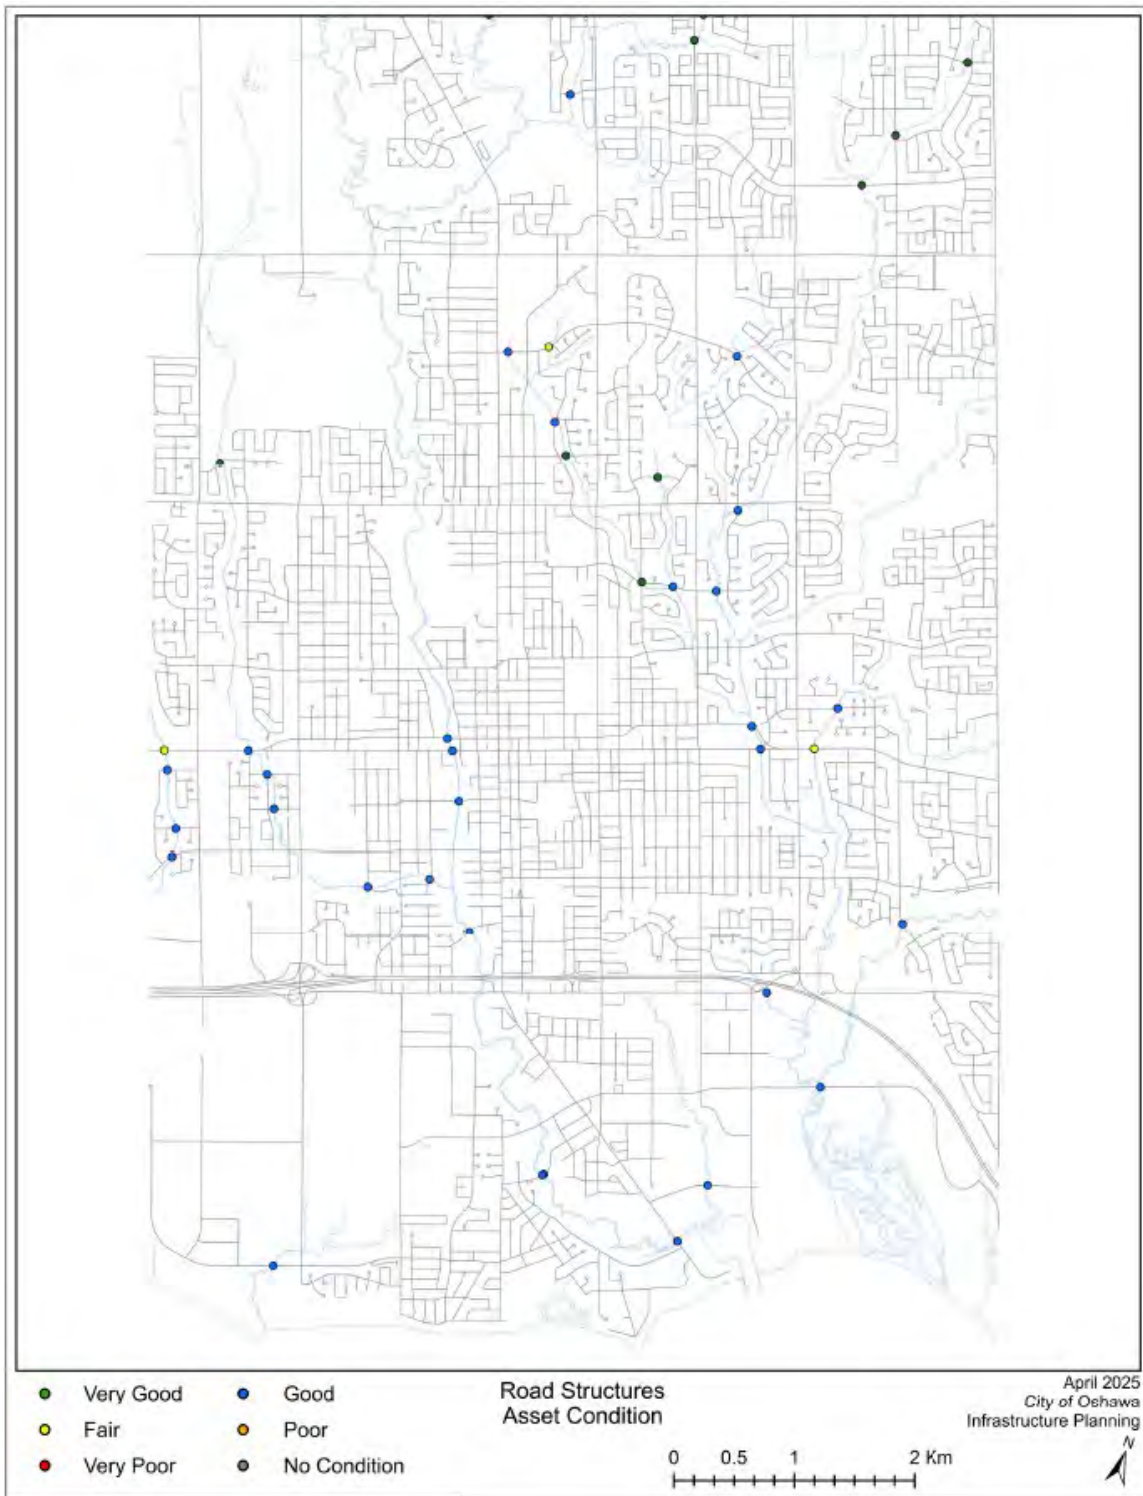 Very Good
Good
Fair
Poor
Very Poor
No Condition
Road Structures
Asset Condition
0 0.5 1 2 Km
April 2025
City of Oshawa
Infrastructure Planning
N